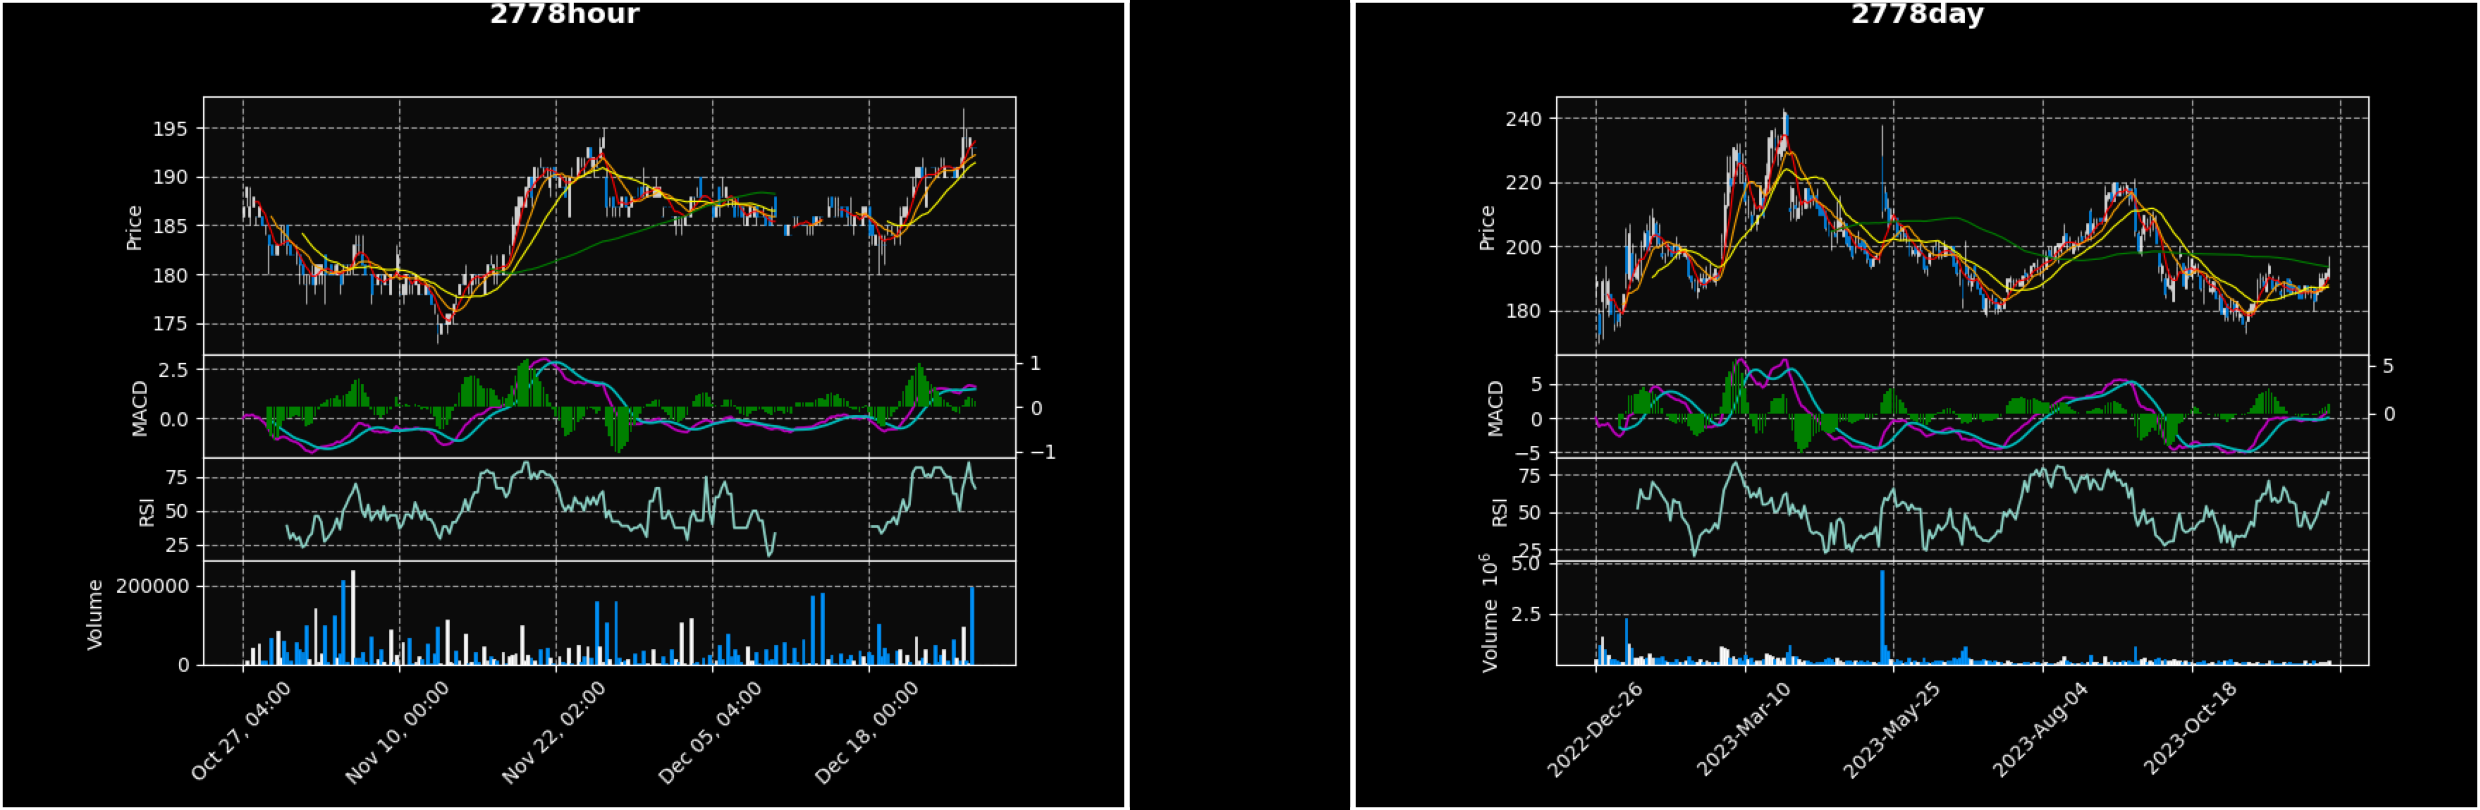 2778hour
Price
195
190
185
180
175
MACD
2.5
0.0
1
0
−1
RSI
75
50
25
Volume
200000
0
Oct 27, 04:00
Nov 10, 00:00
Nov 22, 02:00
Dec 05, 04:00
Dec 18, 00:00
2778day
Price
240
220
200
180
MACD
5
0
−5
5
0
RSI
75
50
25
Volume 10⁶
5.0
2.5
2022-Dec-26
2023-Mar-10
2023-May-25
2023-Aug-04
2023-Oct-18